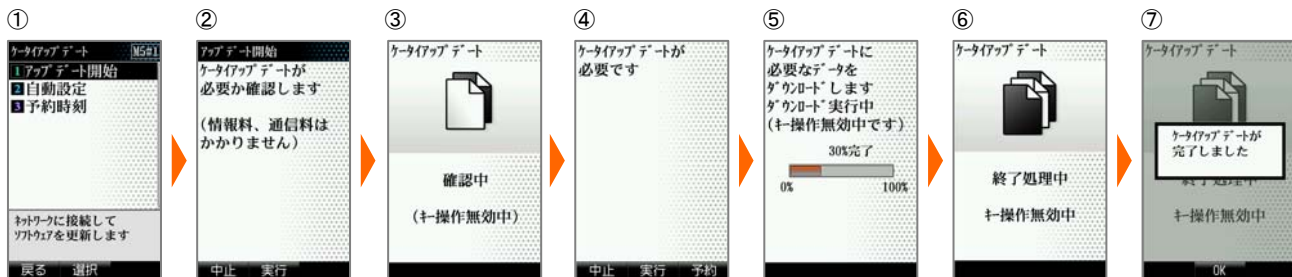 ①
ケータイアップデート M5#1
1 アップデート開始
2 自動設定
3 予約時刻
ネットワークに接続して
ソフトウェアを更新します
戻る 選択
②
アップデート開始
ケータイアップデートが
必要か確認します
(情報料、通信料は
かかりません)
中止 実行
③
ケータイアップデート
確認中
(キー操作無効中)
④
ケータイアップデートが
必要です
中止 実行 予約
⑤
ケータイアップデートに
必要なデータを
ダウンロードします
ダウンロード実行中
(キー操作無効中です)
30%完了
0% 100%
⑥
ケータイアップデート
終了処理中
キー操作無効中
⑦
ケータイアップデート
ケータイアップデートが
完了しました
終了処理中
キー操作無効中
OK